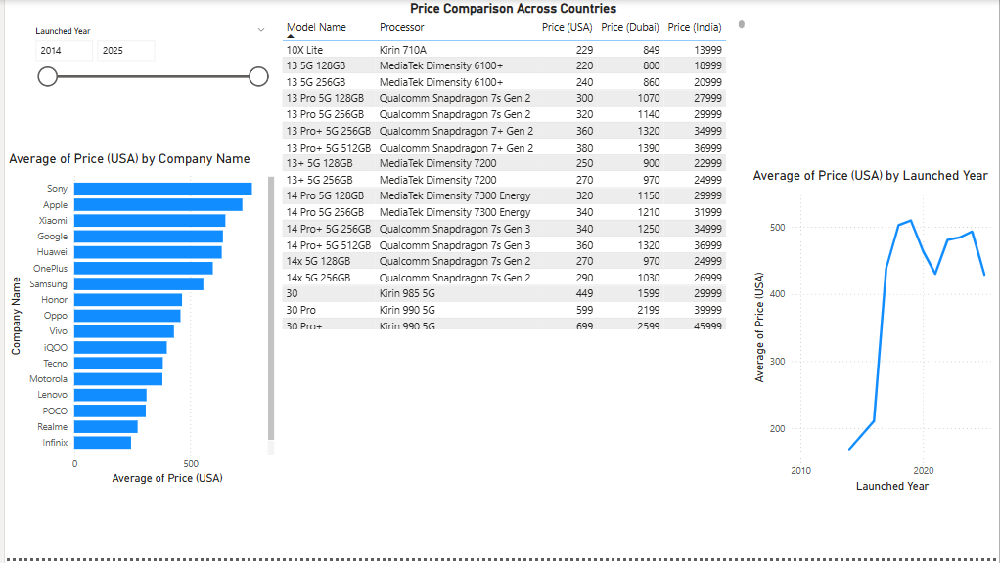 Price Comparison Across Countries
Launched Year
2014 2025
Model Name Processor Price (USA) Price (Dubai) Price (India)
10X Lite Kirin 710A 229 849 13999
13 5G 128GB MediaTek Dimensity 6100+ 220 800 18999
13 5G 256GB MediaTek Dimensity 6100+ 240 860 20999
13 Pro 5G 128GB Qualcomm Snapdragon 7s Gen 2 300 1070 27999
13 Pro 5G 256GB Qualcomm Snapdragon 7s Gen 2 320 1140 29999
13 Pro+ 5G 256GB Qualcomm Snapdragon 7+ Gen 2 360 1320 34999
13 Pro+ 5G 512GB Qualcomm Snapdragon 7+ Gen 2 380 1390 36999
13+ 5G 128GB MediaTek Dimensity 7200 250 900 22999
13+ 5G 256GB MediaTek Dimensity 7200 270 970 24999
14 Pro 5G 128GB MediaTek Dimensity 7300 Energy 320 1150 29999
14 Pro 5G 256GB MediaTek Dimensity 7300 Energy 340 1210 31999
14 Pro+ 5G 256GB Qualcomm Snapdragon 7s Gen 3 340 1250 34999
14 Pro+ 5G 512GB Qualcomm Snapdragon 7s Gen 3 360 1320 36999
14x 5G 128GB Qualcomm Snapdragon 7s Gen 2 270 970 24999
14x 5G 256GB Qualcomm Snapdragon 7s Gen 2 290 1030 26999
30 Kirin 985 5G 449 1599 29999
30 Pro Kirin 990 5G 599 2199 39999
30 Pro+ Kirin 990 5G 699 2599 45999
Average of Price (USA) by Company Name
Company Name
Sony
Apple
Xiaomi
Google
Huawei
OnePlus
Samsung
Honor
Oppo
Vivo
iQOO
Tecno
Motorola
Lenovo
POCO
Realme
Infinix
0 500
Average of Price (USA)
Average of Price (USA) by Launched Year
Average of Price (USA)
500
400
300
200
2010 2020
Launched Year